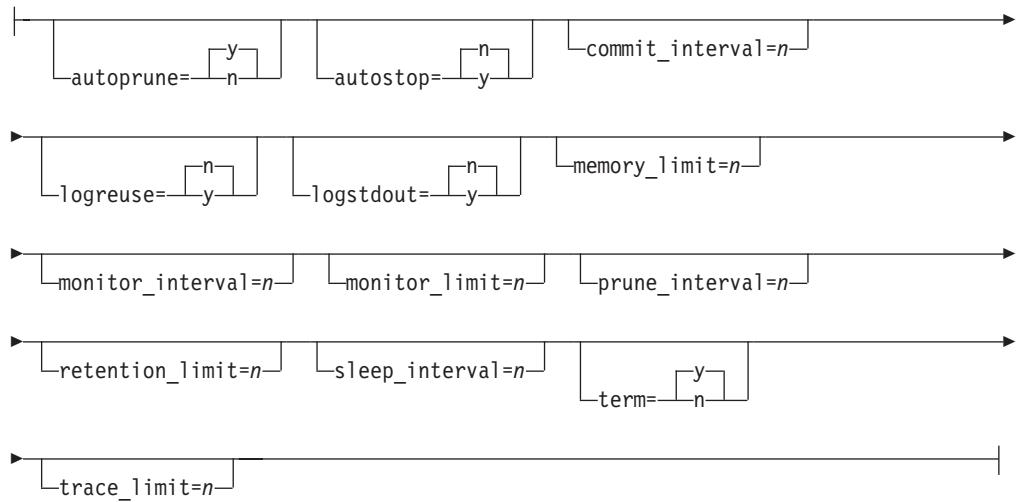 y n
autoprune= n autostop= y commit_interval=n
n n
logreuse= y logstdout= y memory_limit=n
monitor_interval=n monitor_limit=n prune_interval=n
retention_limit=n sleep_interval=n y
term= n
trace_limit=n